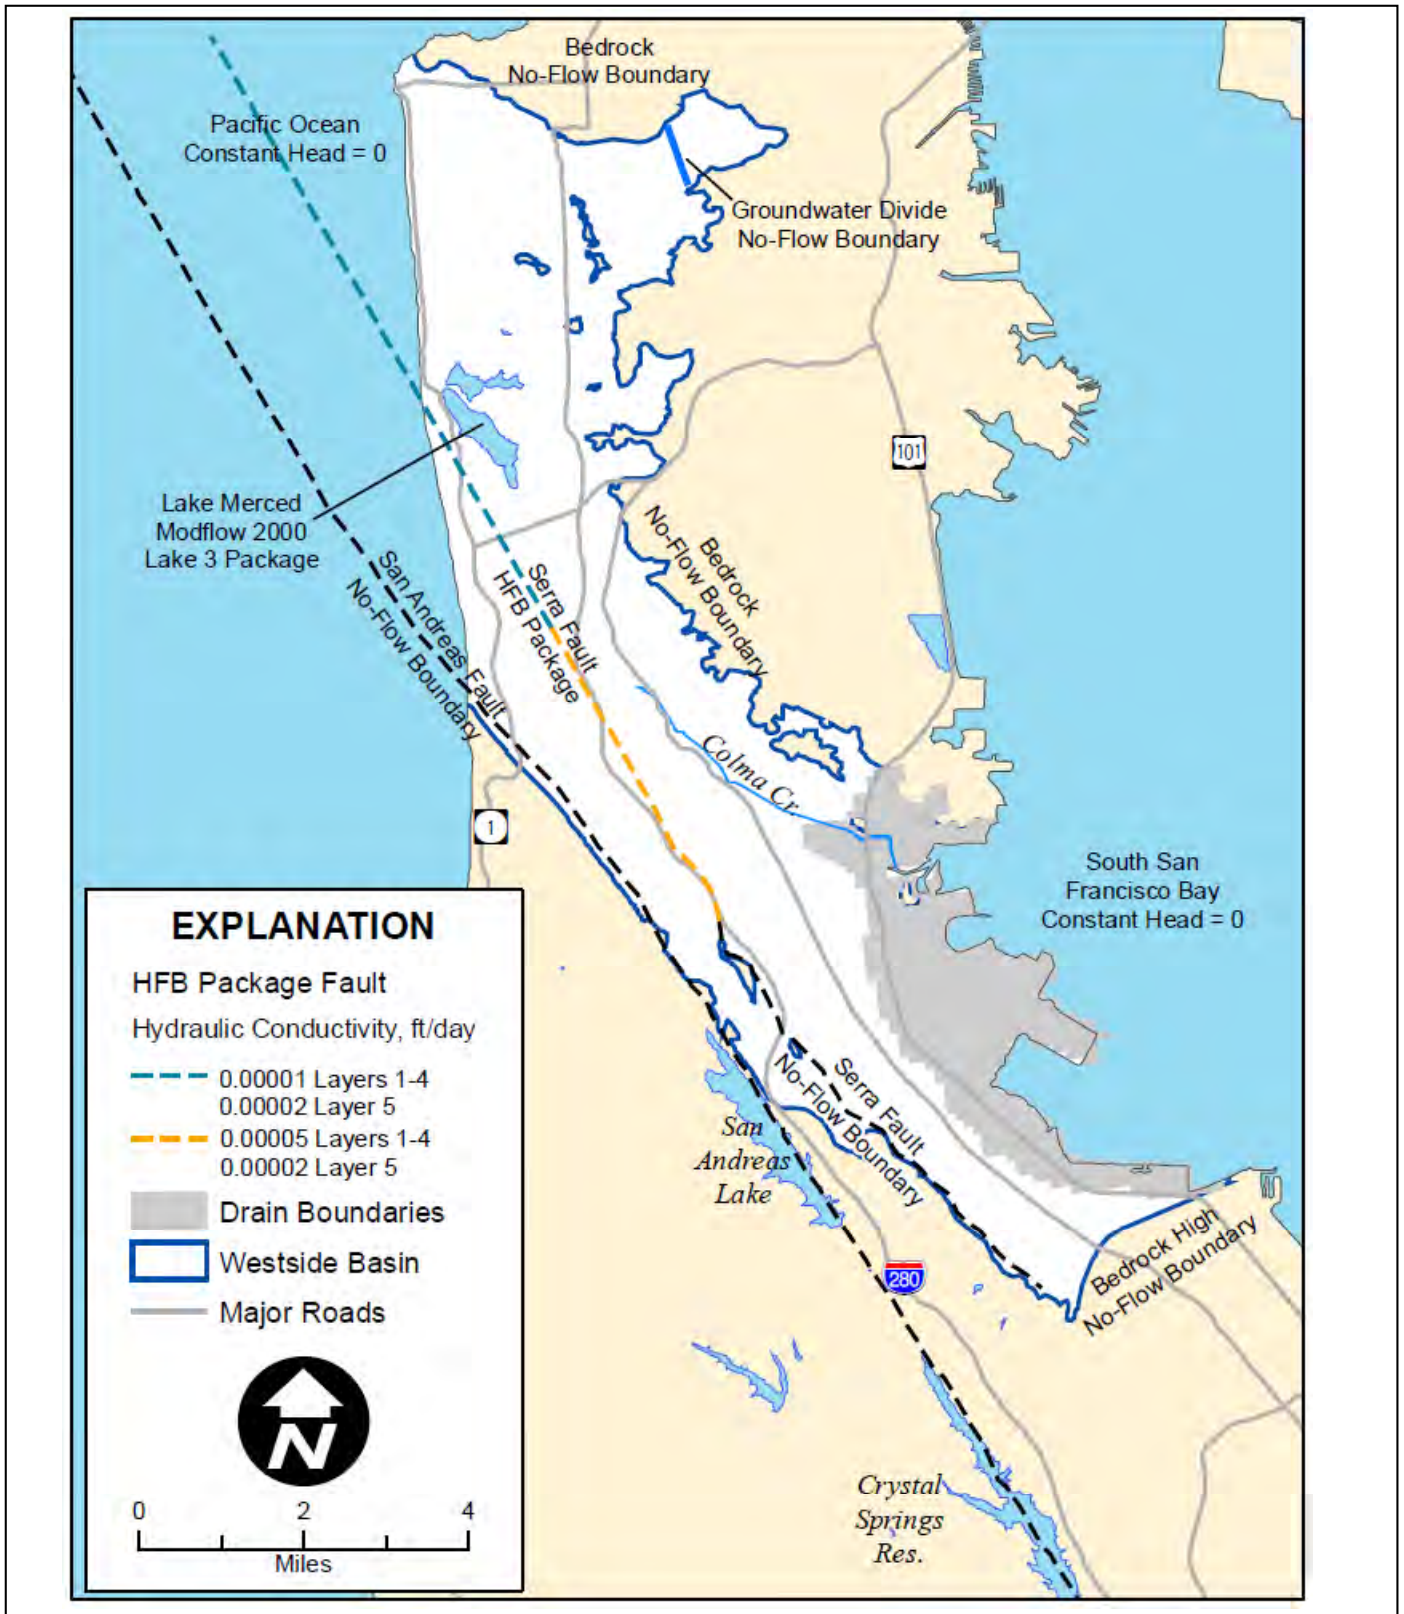 Bedrock
No-Flow Boundary
Pacific Ocean
Constant Head = 0
Groundwater Divide
No-Flow Boundary
101
Lake Merced
Modflow 2000
Lake 3 Package
Bedrock
No-Flow Boundary
San Andreas Fault
No-Flow Boundary
Serra Fault
HFB Package
Colma Cr
1
South San
Francisco Bay
Constant Head = 0
Serra Fault
No-Flow Boundary
San
Andreas
Lake
280
Bedrock High
No-Flow Boundary
Crystal
Springs
Res.
EXPLANATION
HFB Package Fault
Hydraulic Conductivity, ft/day
0.00001 Layers 1-4
0.00002 Layer 5
0.00005 Layers 1-4
0.00002 Layer 5
Drain Boundaries
Westside Basin
Major Roads
N
0 2 4
Miles